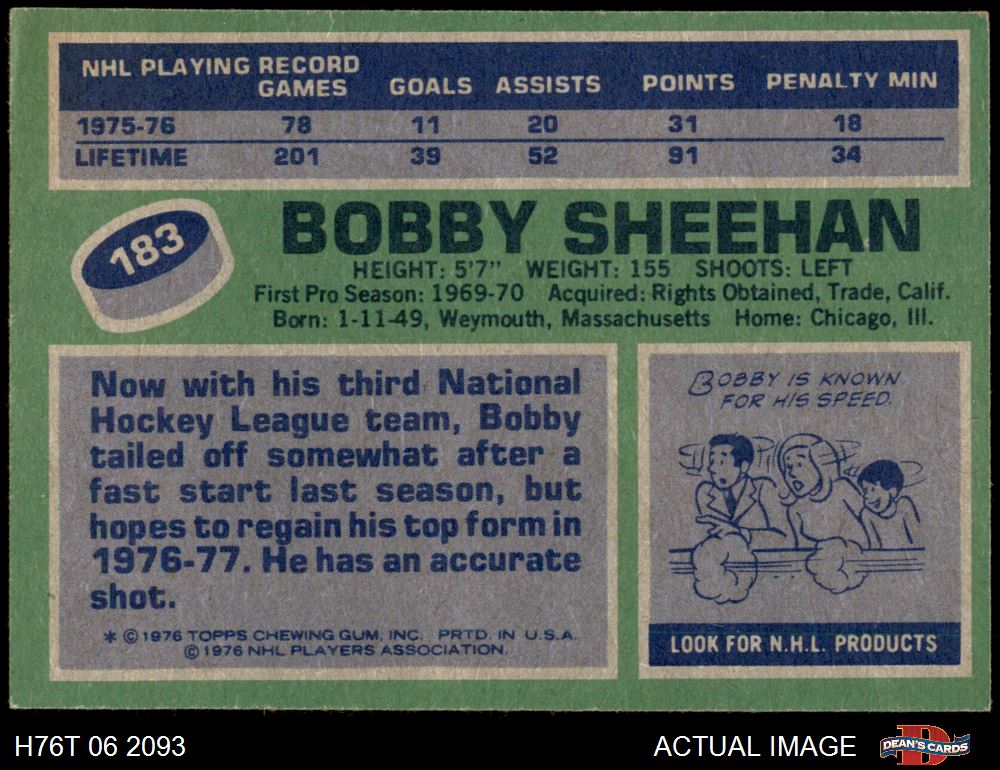 NHL PLAYING RECORD
GAMES GOALS ASSISTS POINTS PENALTY MIN
1975-76 78 11 20 31 18
LIFETIME 201 39 52 91 34
183
BOBBY SHEEHAN
HEIGHT: 5'7" WEIGHT: 155 SHOOTS: LEFT
First Pro Season: 1969-70 Acquired: Rights Obtained, Trade, Calif.
Born: 1-11-49, Weymouth, Massachusetts Home: Chicago, Ill.
Now with his third National
Hockey League team, Bobby
tailed off somewhat after a
fast start last season, but
hopes to regain his top form in
1976-77. He has an accurate
shot.
* © 1976 TOPPS CHEWING GUM, INC. PRTD. IN U.S.A.
© 1976 NHL PLAYERS ASSOCIATION.
BOBBY IS KNOWN
FOR HIS SPEED.
LOOK FOR N.H.L. PRODUCTS
H76T 06 2093
ACTUAL IMAGE
D
DEAN'S CARDS